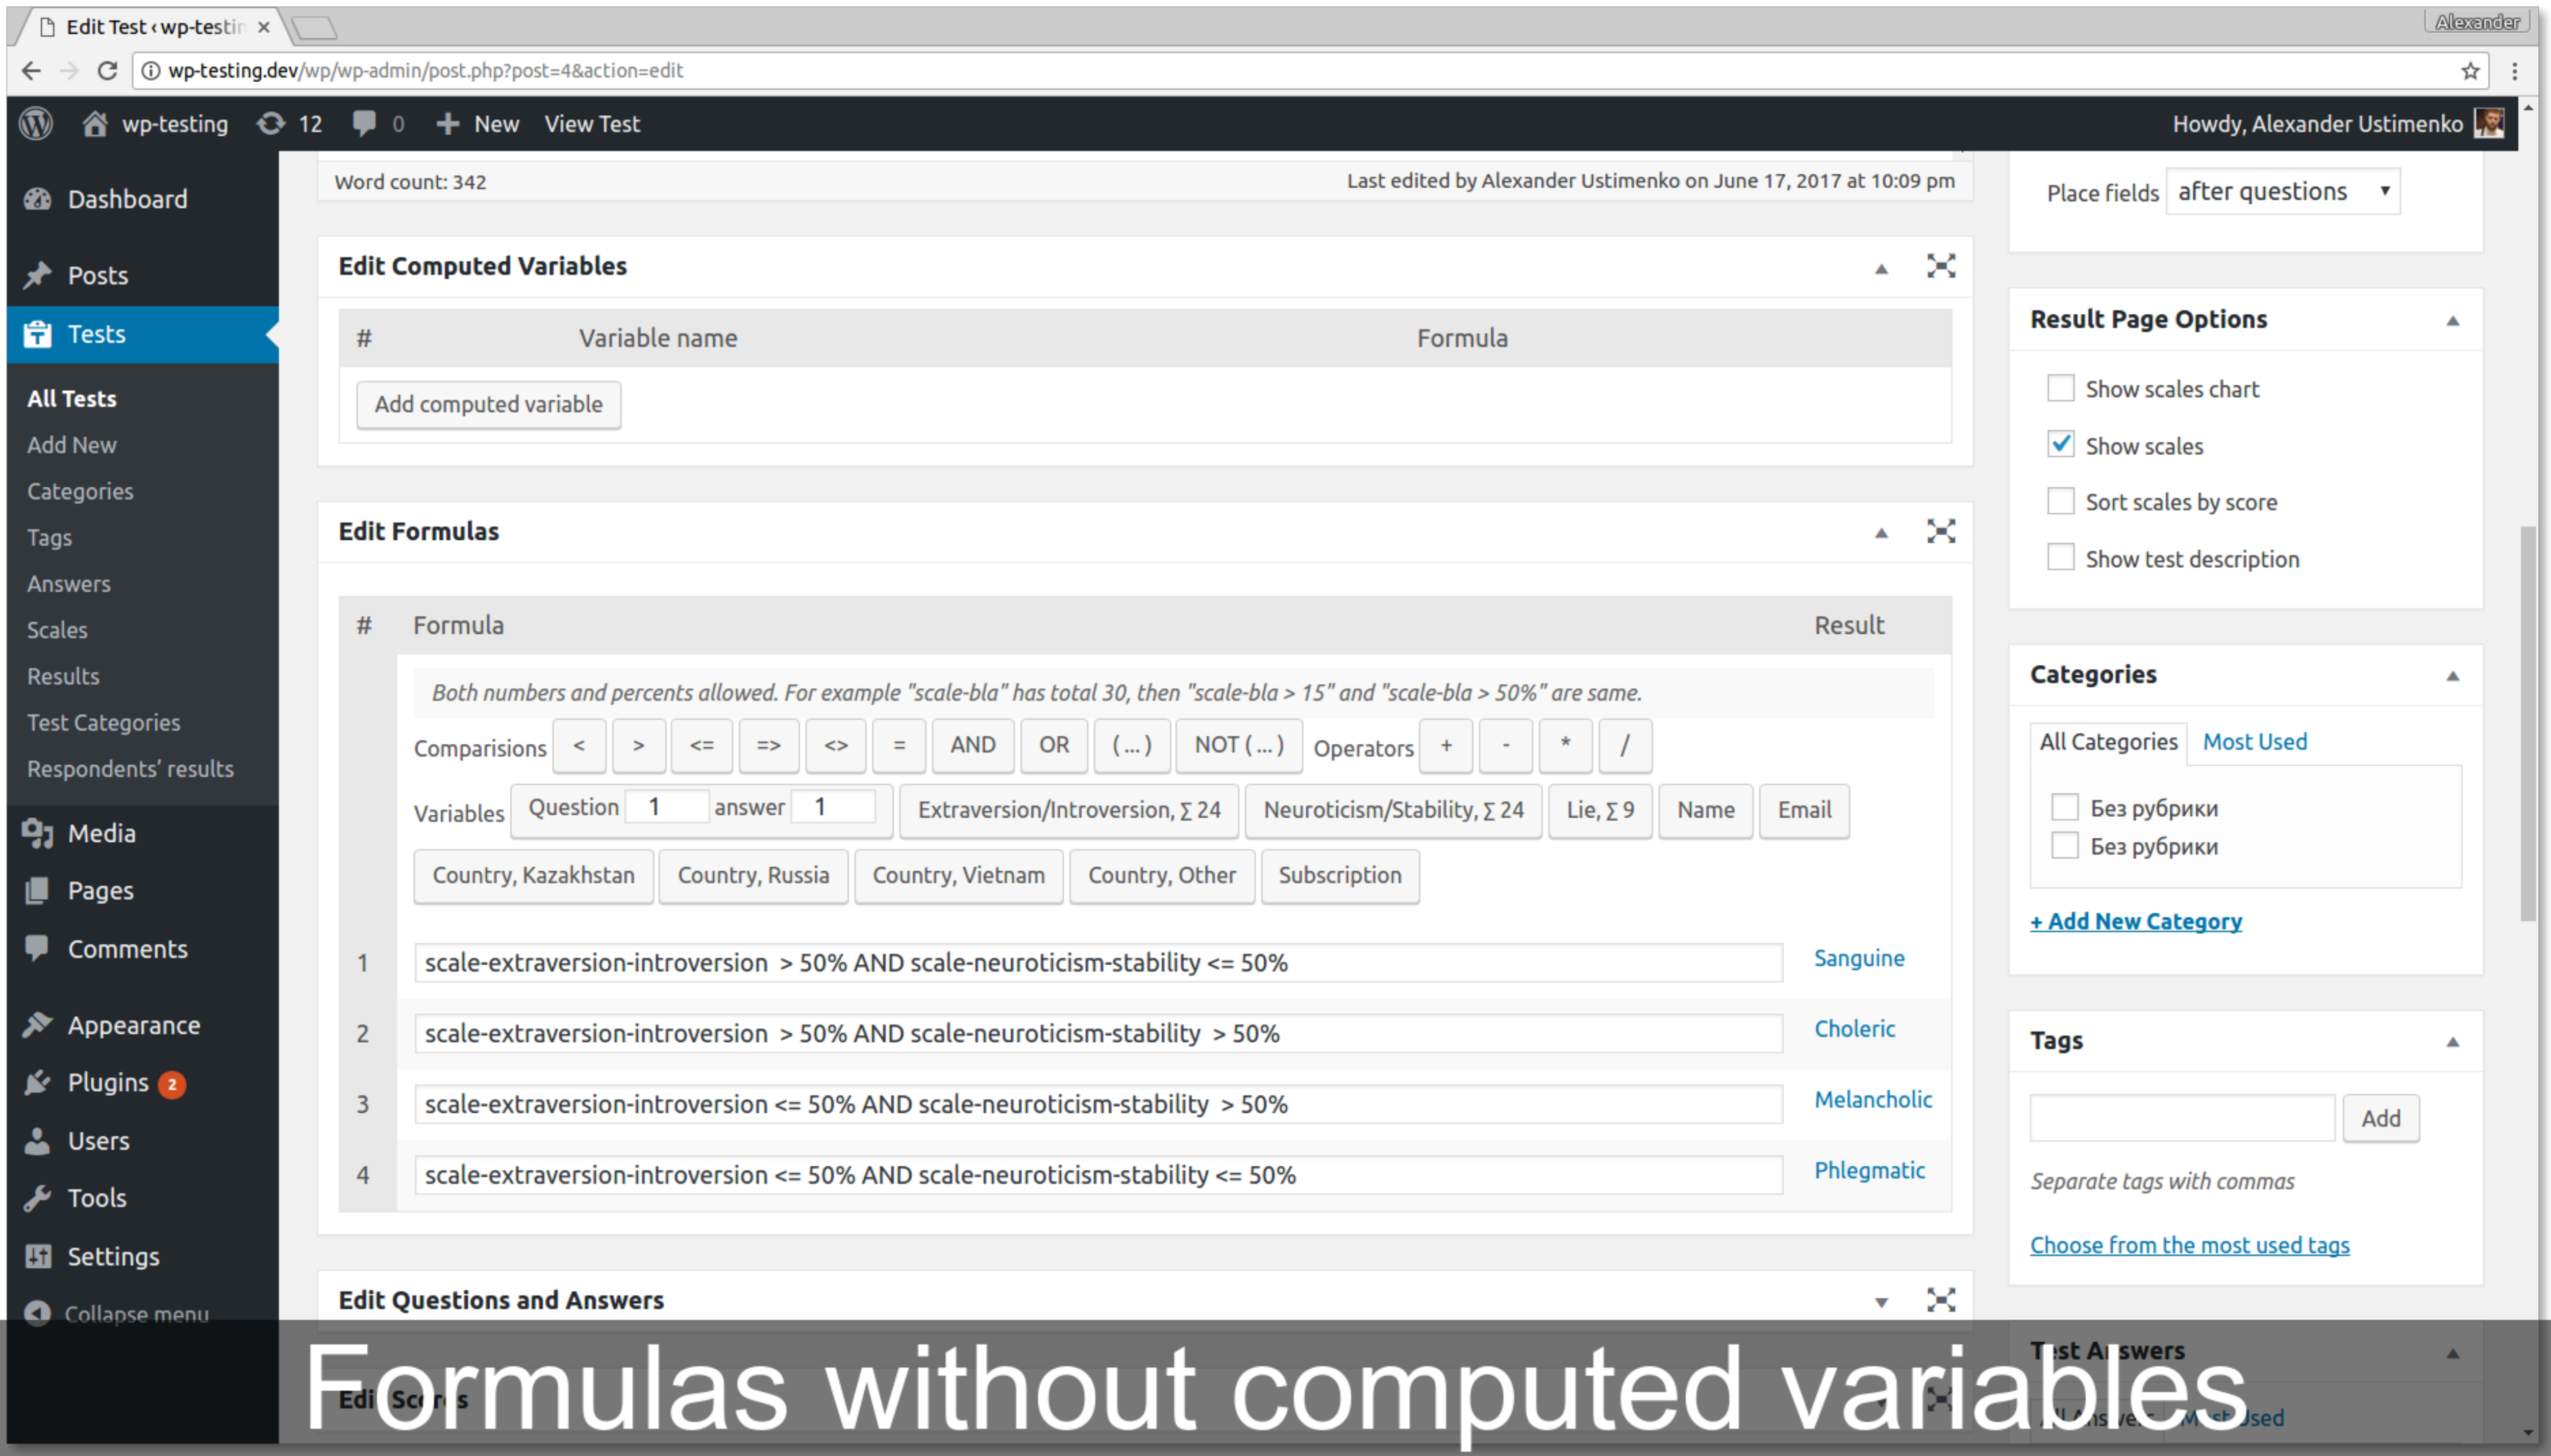 Edit Test ‹ wp-testin
Alexander
wp-testing.dev/wp/wp-admin/post.php?post=4&action=edit
wp-testing 12 0 New View Test
Howdy, Alexander Ustimenko
Dashboard
Posts
Tests
All Tests
Add New
Categories
Tags
Answers
Scales
Results
Test Categories
Respondents' results
Media
Pages
Comments
Appearance
Plugins 2
Users
Tools
Settings
Collapse menu
Word count: 342
Last edited by Alexander Ustimenko on June 17, 2017 at 10:09 pm
Edit Computed Variables
# Variable name Formula
Add computed variable
Edit Formulas
# Formula Result
Both numbers and percents allowed. For example "scale-bla" has total 30, then "scale-bla > 15" and "scale-bla > 50%" are same.
Comparisions < > <= => <> = AND OR ( ... ) NOT ( ... ) Operators + - * /
Variables Question 1 answer 1 Extraversion/Introversion, ∑ 24 Neuroticism/Stability, ∑ 24 Lie, ∑ 9 Name Email
Country, Kazakhstan Country, Russia Country, Vietnam Country, Other Subscription
1 scale-extraversion-introversion > 50% AND scale-neuroticism-stability <= 50% Sanguine
2 scale-extraversion-introversion > 50% AND scale-neuroticism-stability > 50% Choleric
3 scale-extraversion-introversion <= 50% AND scale-neuroticism-stability > 50% Melancholic
4 scale-extraversion-introversion <= 50% AND scale-neuroticism-stability <= 50% Phlegmatic
Edit Questions and Answers
Edit Scores
Place fields after questions
Result Page Options
Show scales chart
Show scales
Sort scales by score
Show test description
Categories
All Categories Most Used
Без рубрики
Без рубрики
+ Add New Category
Tags
Add
Separate tags with commas
Choose from the most used tags
Test Answers
All Answers Most Used
Formulas without computed variables